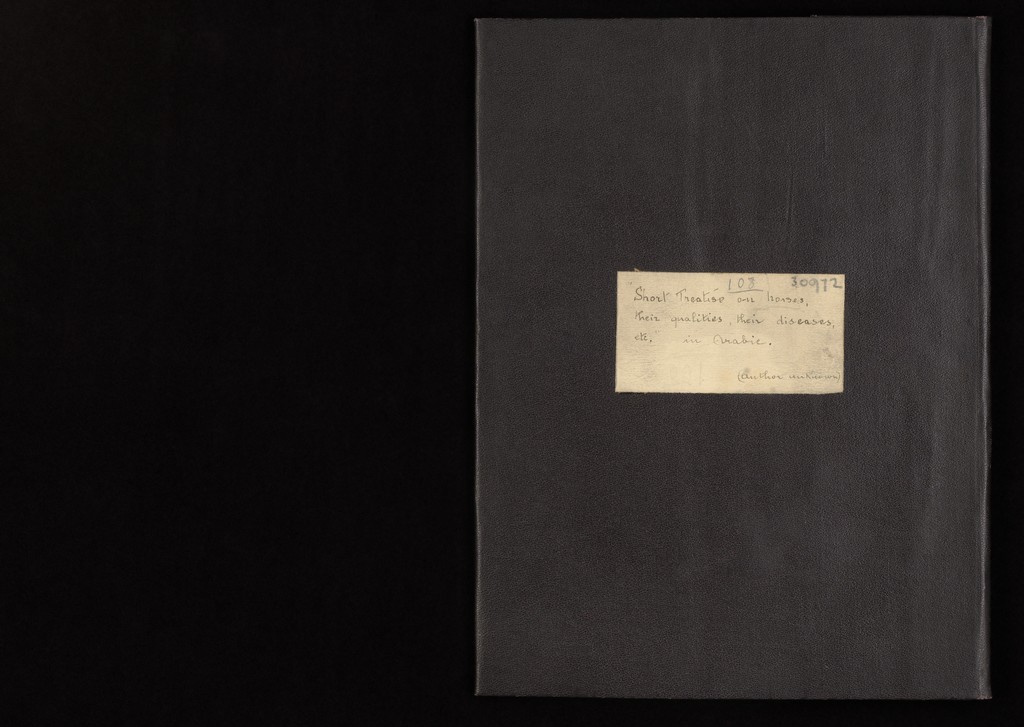 108 30972
Short Treatise on horses,
their qualities, their diseases,
etc. in Arabic.
(author unknown)